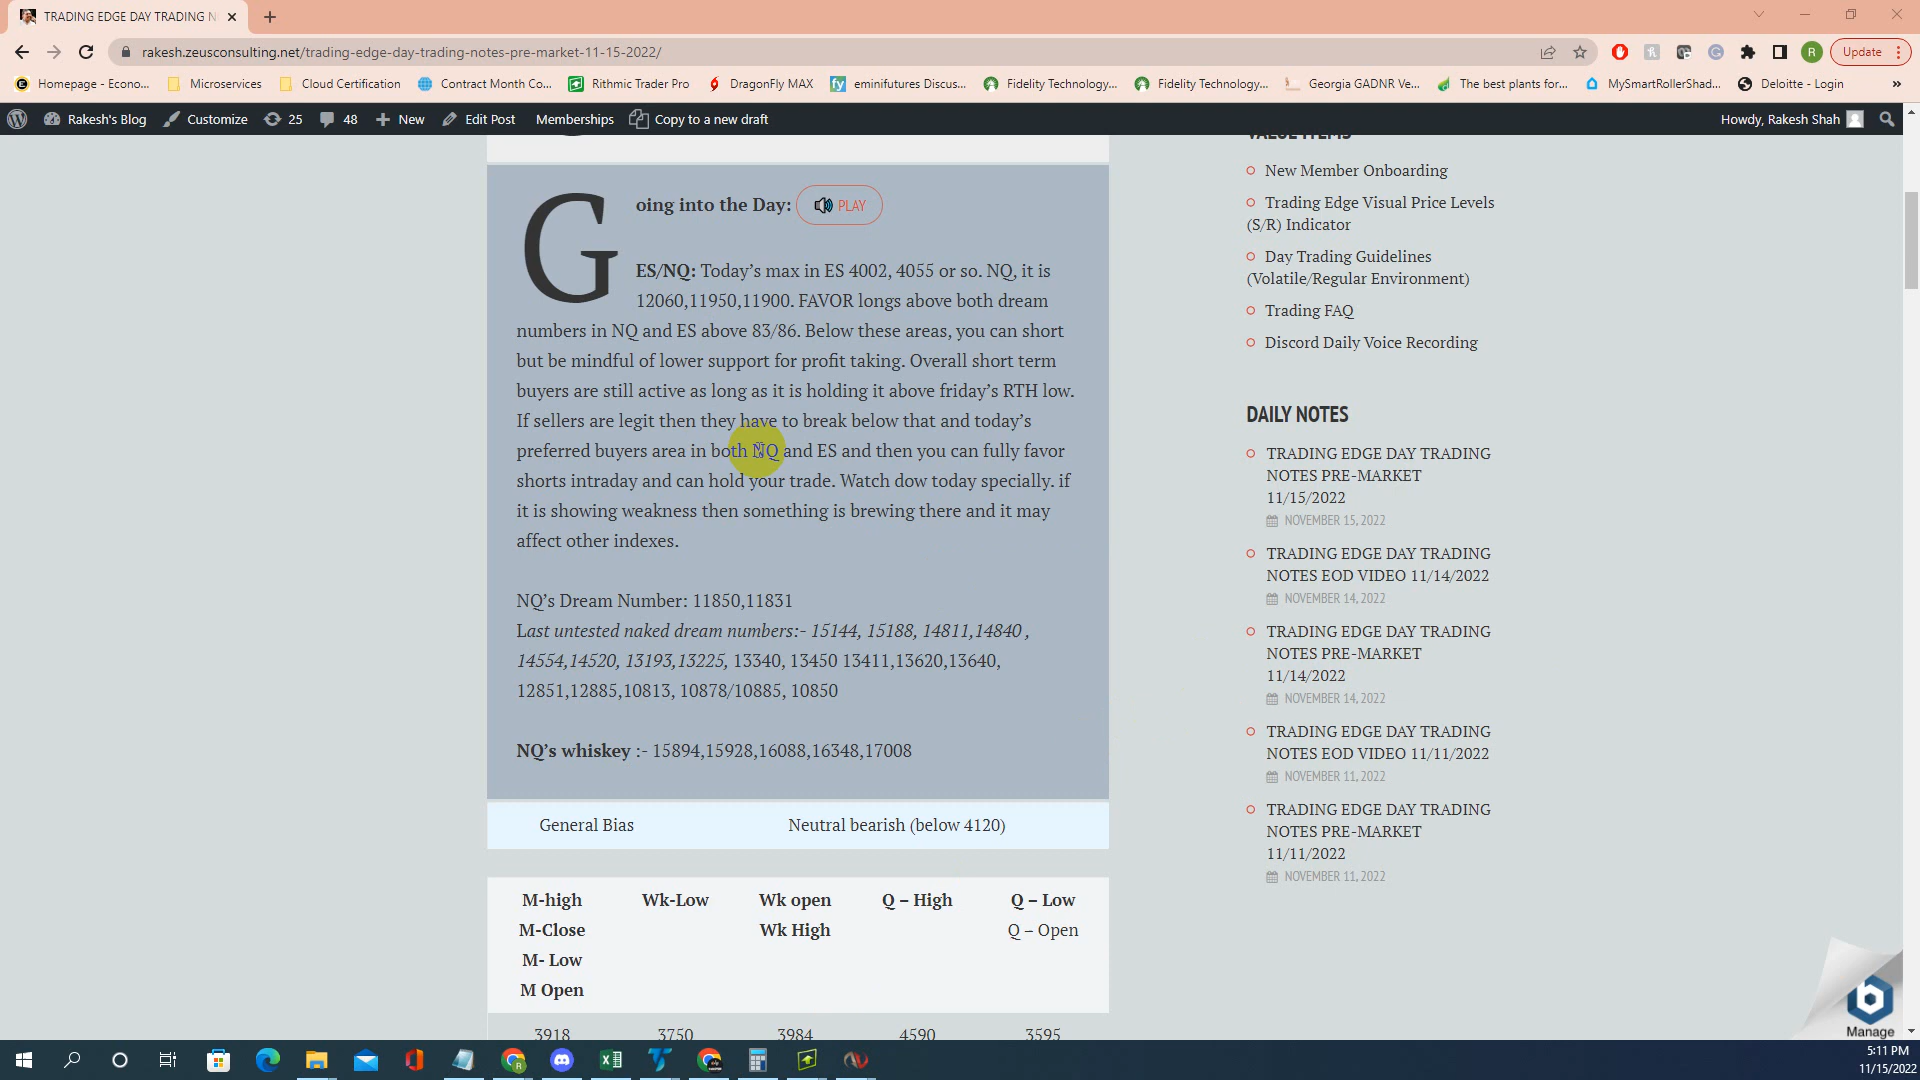 TRADING EDGE DAY TRADING N
rakesh.zeusconsulting.net/trading-edge-day-trading-notes-pre-market-11-15-2022/
R
Update
Homepage - Econo...
Microservices
Cloud Certification
Contract Month Co...
Rithmic Trader Pro
DragonFly MAX
fy
eminifutures Discus...
Fidelity Technology...
Fidelity Technology...
Georgia GADNR Ve...
The best plants for...
MySmartRollerShad...
Deloitte - Login
»
Rakesh's Blog
Customize
25
48
New
Edit Post
Memberships
Copy to a new draft
Howdy, Rakesh Shah
Going into the Day:
PLAY
ES/NQ: Today’s max in ES 4002, 4055 or so. NQ, it is
12060,11950,11900. FAVOR longs above both dream
numbers in NQ and ES above 83/86. Below these areas, you can short
but be mindful of lower support for profit taking. Overall short term
buyers are still active as long as it is holding it above friday’s RTH low.
If sellers are legit then they have to break below that and today’s
preferred buyers area in both NQ and ES and then you can fully favor
shorts intraday and can hold your trade. Watch dow today specially. if
it is showing weakness then something is brewing there and it may
affect other indexes.
NQ’s Dream Number: 11850,11831
Last untested naked dream numbers:- 15144, 15188, 14811,14840 ,
14554,14520, 13193,13225, 13340, 13450 13411,13620,13640,
12851,12885,10813, 10878/10885, 10850
NQ’s whiskey :- 15894,15928,16088,16348,17008
General Bias
Neutral bearish (below 4120)
M-high
M-Close
M- Low
M Open
Wk-Low
Wk open
Wk High
Q – High
Q – Low
Q – Open
3918
3750
3984
4590
3595
VALUE ITEMS
New Member Onboarding
Trading Edge Visual Price Levels
(S/R) Indicator
Day Trading Guidelines
(Volatile/Regular Environment)
Trading FAQ
Discord Daily Voice Recording
DAILY NOTES
TRADING EDGE DAY TRADING
NOTES PRE-MARKET
11/15/2022
NOVEMBER 15, 2022
TRADING EDGE DAY TRADING
NOTES EOD VIDEO 11/14/2022
NOVEMBER 14, 2022
TRADING EDGE DAY TRADING
NOTES PRE-MARKET
11/14/2022
NOVEMBER 14, 2022
TRADING EDGE DAY TRADING
NOTES EOD VIDEO 11/11/2022
NOVEMBER 11, 2022
TRADING EDGE DAY TRADING
NOTES PRE-MARKET
11/11/2022
NOVEMBER 11, 2022
b
Manage
5:11 PM
11/15/2022